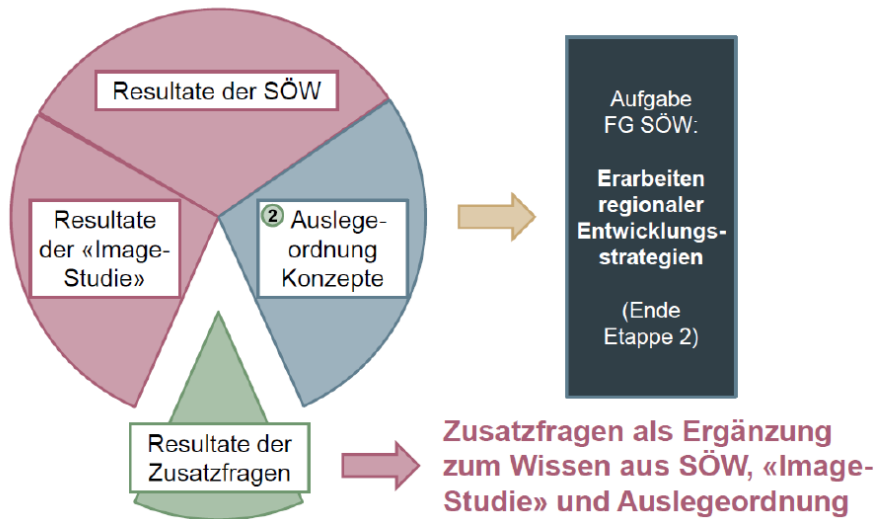 Resultate der SÖW
Resultate
der «Image-
Studie»
2 Auslege-
ordnung
Konzepte
Resultate der
Zusatzfragen
Aufgabe
FG SÖW:
Erarbeiten
regionaler
Entwicklungs-
strategien
(Ende
Etappe 2)
Zusatzfragen als Ergänzung
zum Wissen aus SÖW, «Image-
Studie» und Auslegeordnung